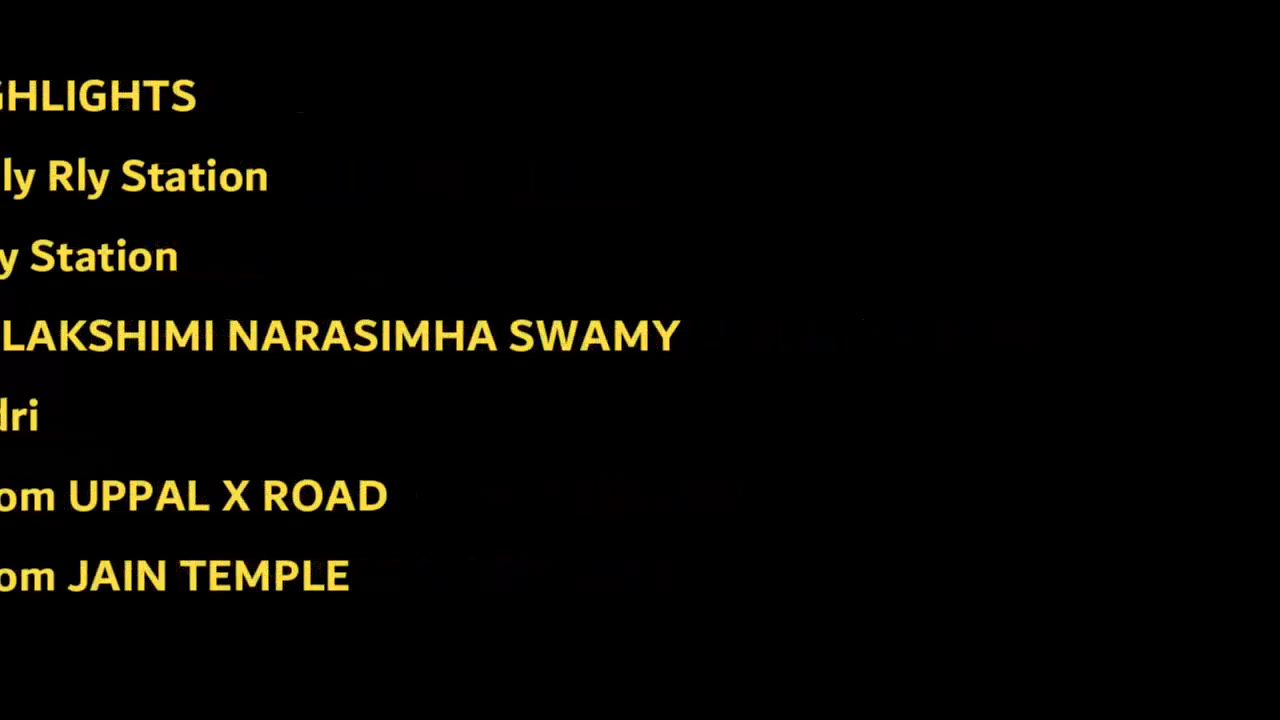 GHLIGHTS
ly Rly Station
y Station
LAKSHIMI NARASIMHA SWAMY
dri
om UPPAL X ROAD
om JAIN TEMPLE